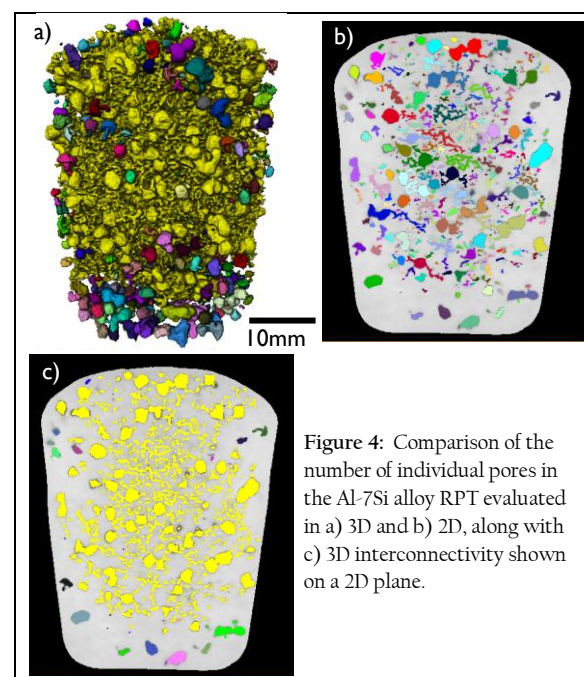 a)
b)
10mm
c)
Figure 4: Comparison of the
number of individual pores in
the Al-7Si alloy RPT evaluated
in a) 3D and b) 2D, along with
c) 3D interconnectivity shown
on a 2D plane.